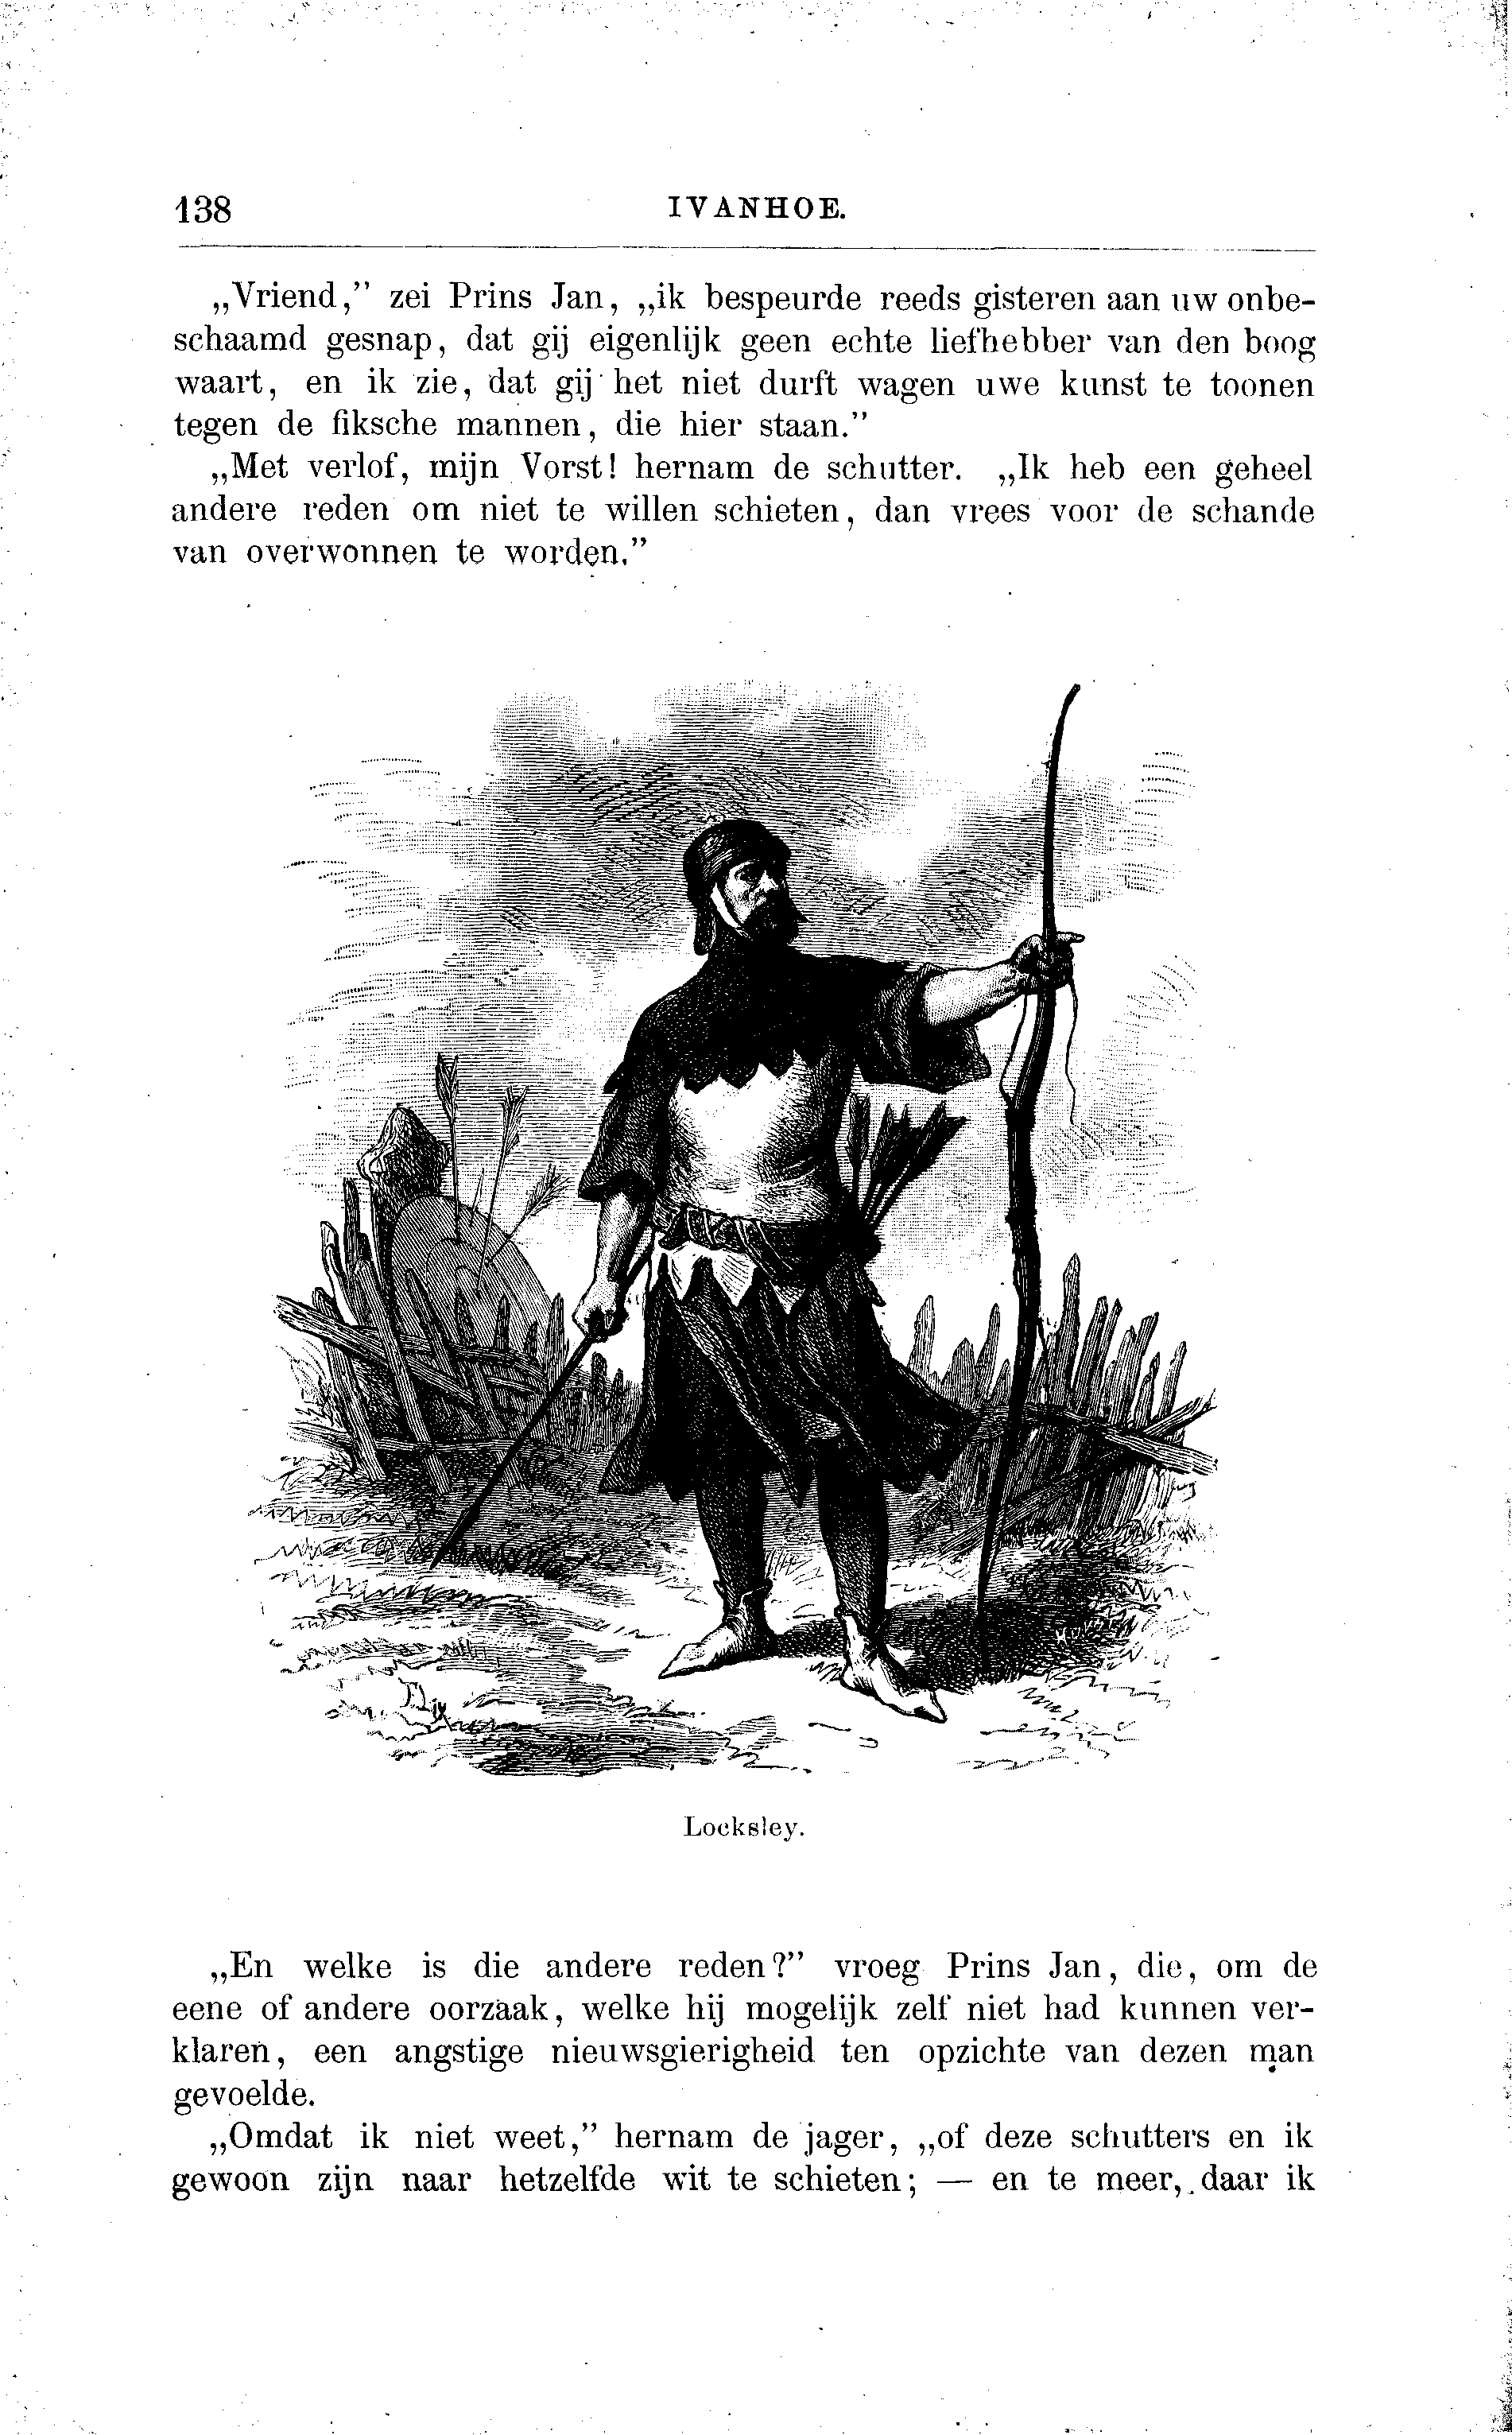 138
IVANHOE.
„Vriend,” zei Prins Jan, „ik bespeurde reeds gisteren aan uw onbe-
schaamd gesnap, dat gij eigenlijk geen echte liefhebber van den boog
waart, en ik zie, dat gij het niet durft wagen uwe kunst te toonen
tegen de fiksche mannen, die hier staan.”
„Met verlof, mijn Vorst! hernam de schutter. „Ik heb een geheel
andere reden om niet te willen schieten, dan vrees voor de schande
van overwonnen te worden.”
Locksley.
„En welke is die andere reden?” vroeg Prins Jan, die, om de
eene of andere oorzaak, welke hij mogelijk zelf niet had kunnen ver-
klaren, een angstige nieuwsgierigheid ten opzichte van dezen man
gevoelde.
„Omdat ik niet weet,” hernam de jager, „of deze schutters en ik
gewoon zijn naar hetzelfde wit te schieten; — en te meer, daar ik